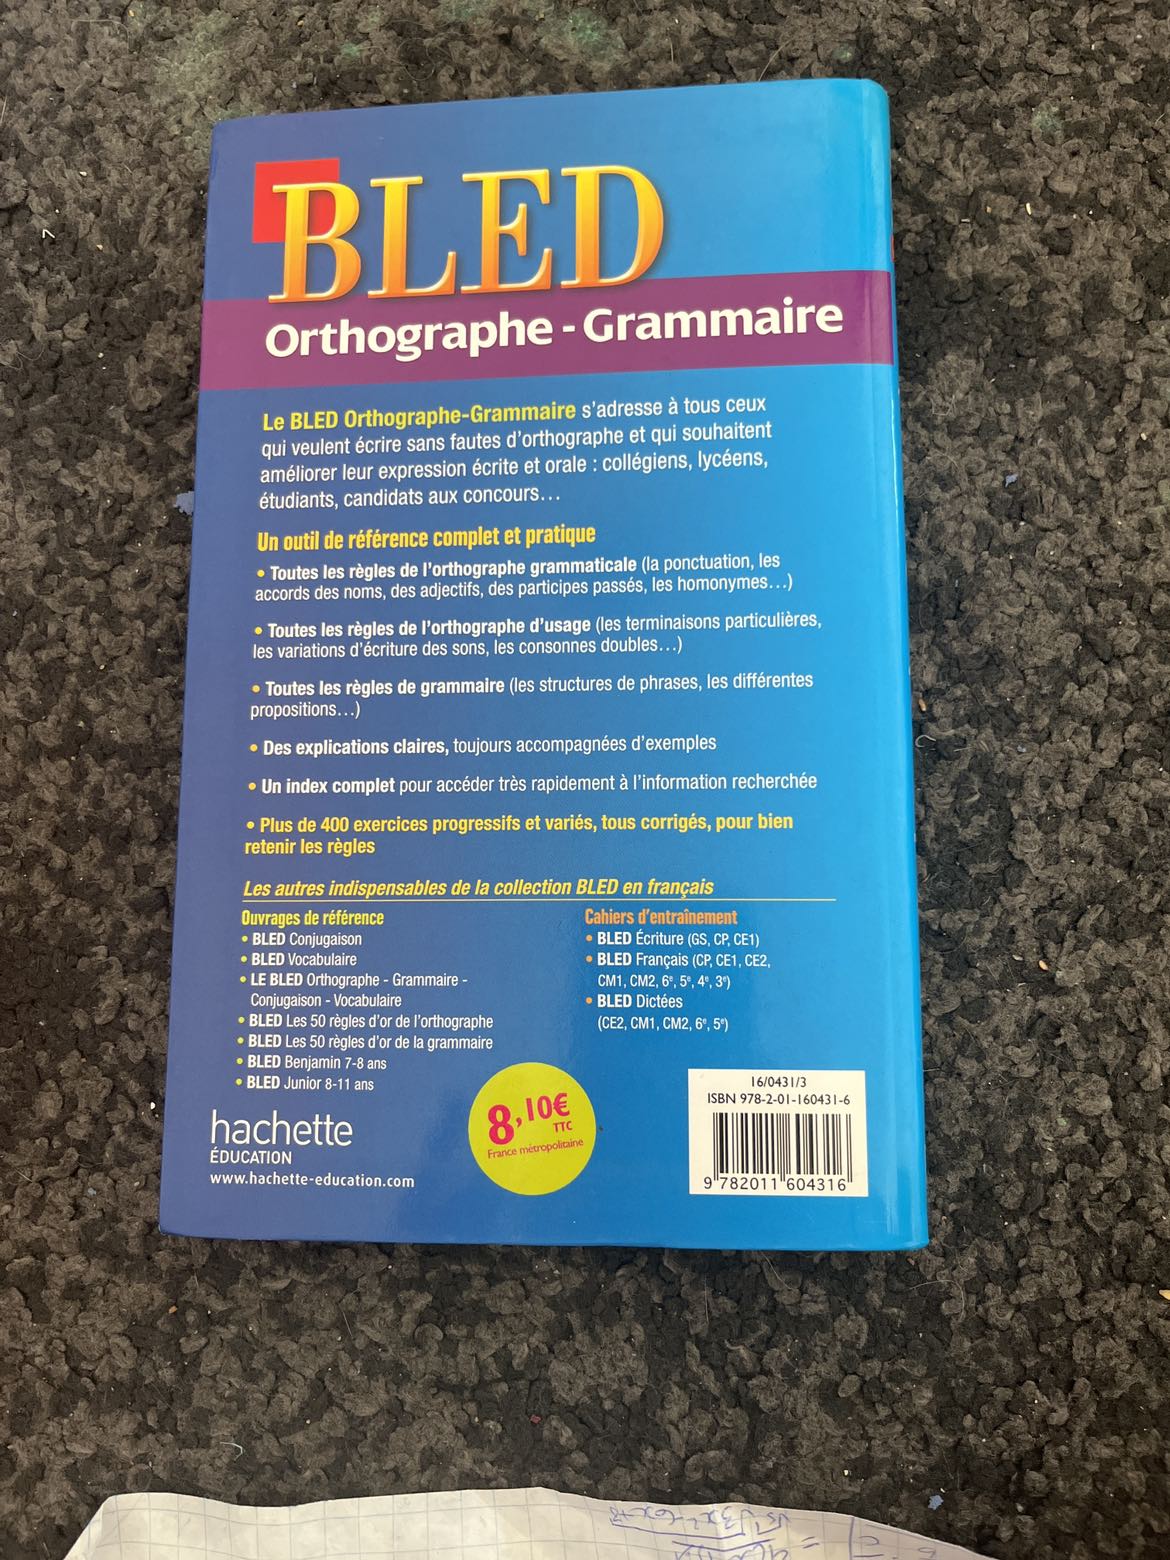 BLED
Orthographe - Grammaire
Le BLED Orthographe-Grammaire s'adresse à tous ceux
qui veulent écrire sans fautes d'orthographe et qui souhaitent
améliorer leur expression écrite et orale : collégiens, lycéens,
étudiants, candidats aux concours...
Un outil de référence complet et pratique
• Toutes les règles de l'orthographe grammaticale (la ponctuation, les
accords des noms, des adjectifs, des participes passés, les homonymes...)
• Toutes les règles de l'orthographe d'usage (les terminaisons particulières,
les variations d'écriture des sons, les consonnes doubles...)
• Toutes les règles de grammaire (les structures de phrases, les différentes
propositions...)
• Des explications claires, toujours accompagnées d'exemples
• Un index complet pour accéder très rapidement à l'information recherchée
• Plus de 400 exercices progressifs et variés, tous corrigés, pour bien
retenir les règles
Les autres indispensables de la collection BLED en français
Ouvrages de référence
• BLED Conjugaison
• BLED Vocabulaire
• LE BLED Orthographe - Grammaire -
Conjugaison - Vocabulaire
• BLED Les 50 règles d'or de l'orthographe
• BLED Les 50 règles d'or de la grammaire
• BLED Benjamin 7-8 ans
• BLED Junior 8-11 ans
Cahiers d'entraînement
• BLED Écriture (GS, CP, CE1)
• BLED Français (CP, CE1, CE2,
CM1, CM2, 6e, 5e, 4e, 3e)
• BLED Dictées
(CE2, CM1, CM2, 6e, 5e)
hachette
ÉDUCATION
www.hachette-education.com
8,10€
TTC
France métropolitaine
16/0431/3
ISBN 978-2-01-160431-6
9 782011 604316